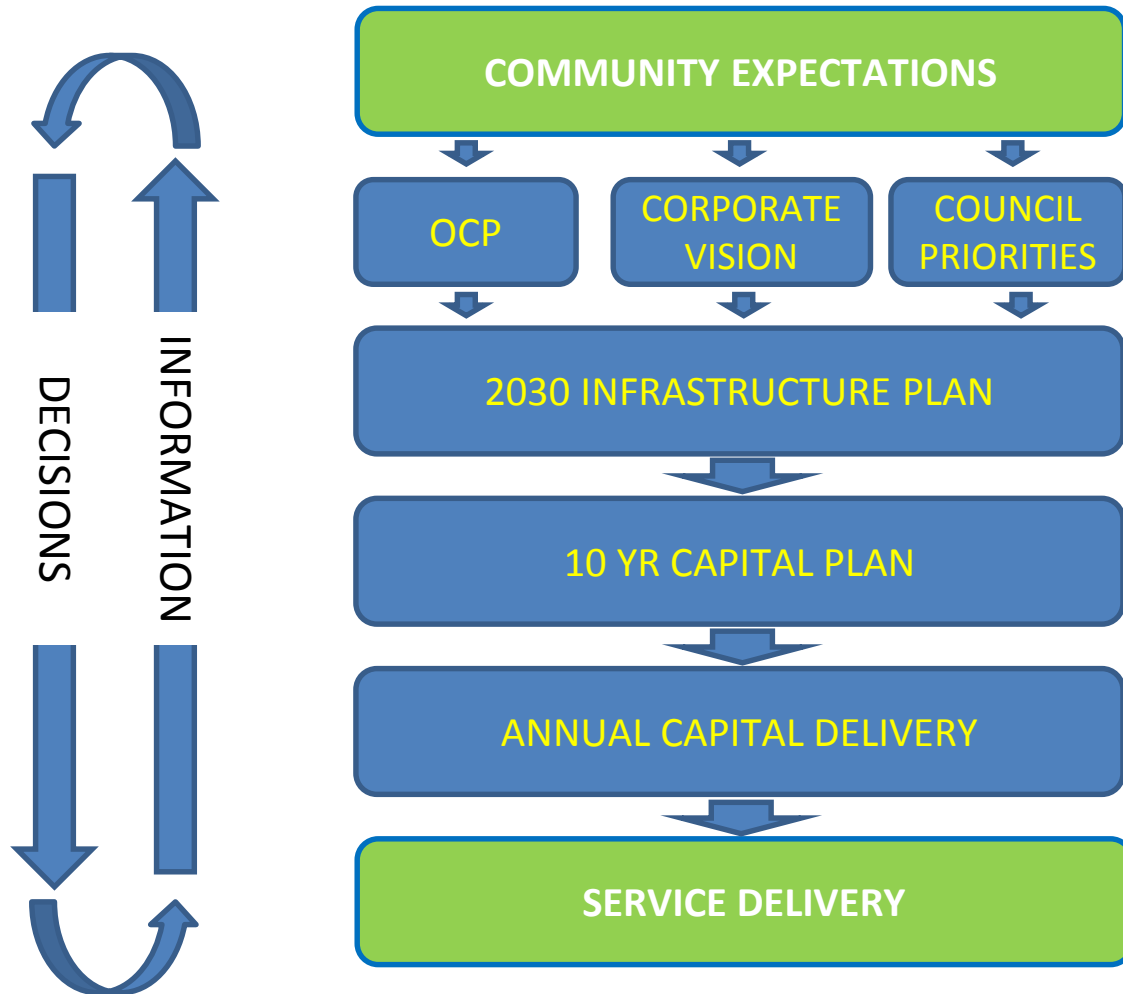 COMMUNITY EXPECTATIONS
OCP
CORPORATE
VISION
COUNCIL
PRIORITIES
2030 INFRASTRUCTURE PLAN
10 YR CAPITAL PLAN
ANNUAL CAPITAL DELIVERY
SERVICE DELIVERY
DECISIONS
INFORMATION